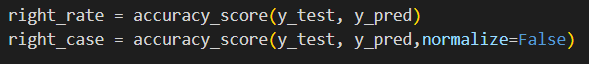 right_rate = accuracy_score(y_test, y_pred)
right_case = accuracy_score(y_test, y_pred,normalize=False)